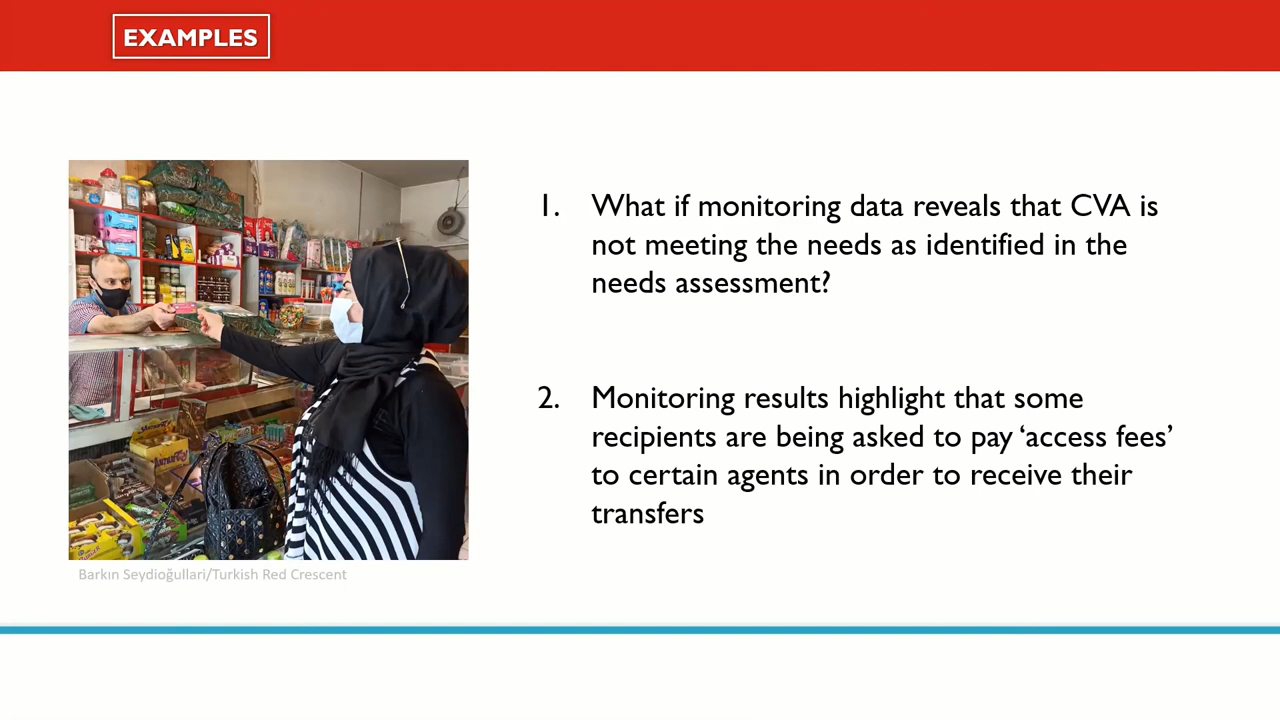 EXAMPLES
1. What if monitoring data reveals that CVA is
not meeting the needs as identified in the
needs assessment?
2. Monitoring results highlight that some
recipients are being asked to pay ‘access fees’
to certain agents in order to receive their
transfers
Barkın Seydioğullari/Turkish Red Crescent